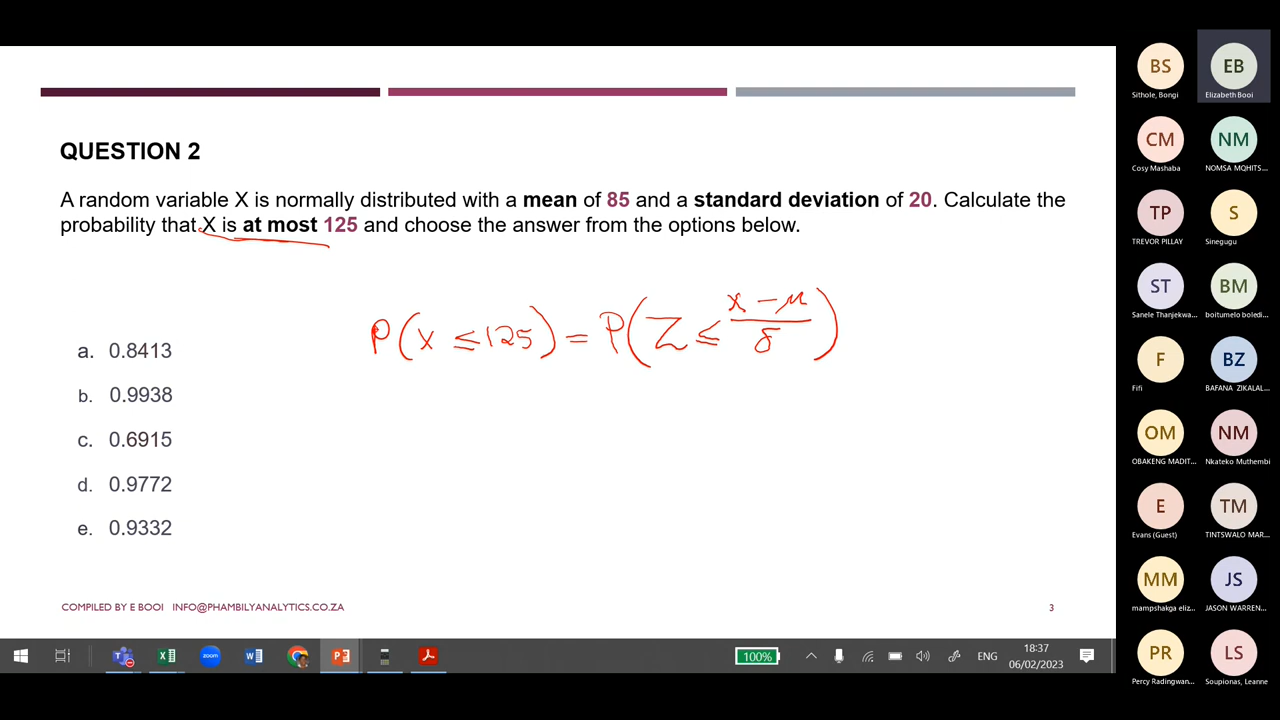 QUESTION 2
A random variable X is normally distributed with a mean of 85 and a standard deviation of 20. Calculate the
probability that X is at most 125 and choose the answer from the options below.
P(x ≤ 125) = P(Z ≤ (x − μ)/δ)
a. 0.8413
b. 0.9938
c. 0.6915
d. 0.9772
e. 0.9332
COMPILED BY E BOOI INFO@PHAMBILYANALYTICS.CO.ZA
3
BS
Sithole, Bongi
EB
Elizabeth Booi
CM
Cosy Mashaba
NM
NOMSA MQHITS...
TP
TREVOR PILLAY
S
Sinegugu
ST
Sanele Thanjekwa...
BM
boitumelo boledi...
F
Fifi
BZ
BAFANA ZIKALAL...
OM
OBAKENG MADIT...
NM
Nkateko Muthembi
E
Evans (Guest)
TM
TINTSWALO MAR...
MM
mampshakga eliz...
JS
JASON WARREN...
PR
Percy Radingwan...
LS
Soupionas, Leanne
zoom
100%
ENG
18:37
06/02/2023